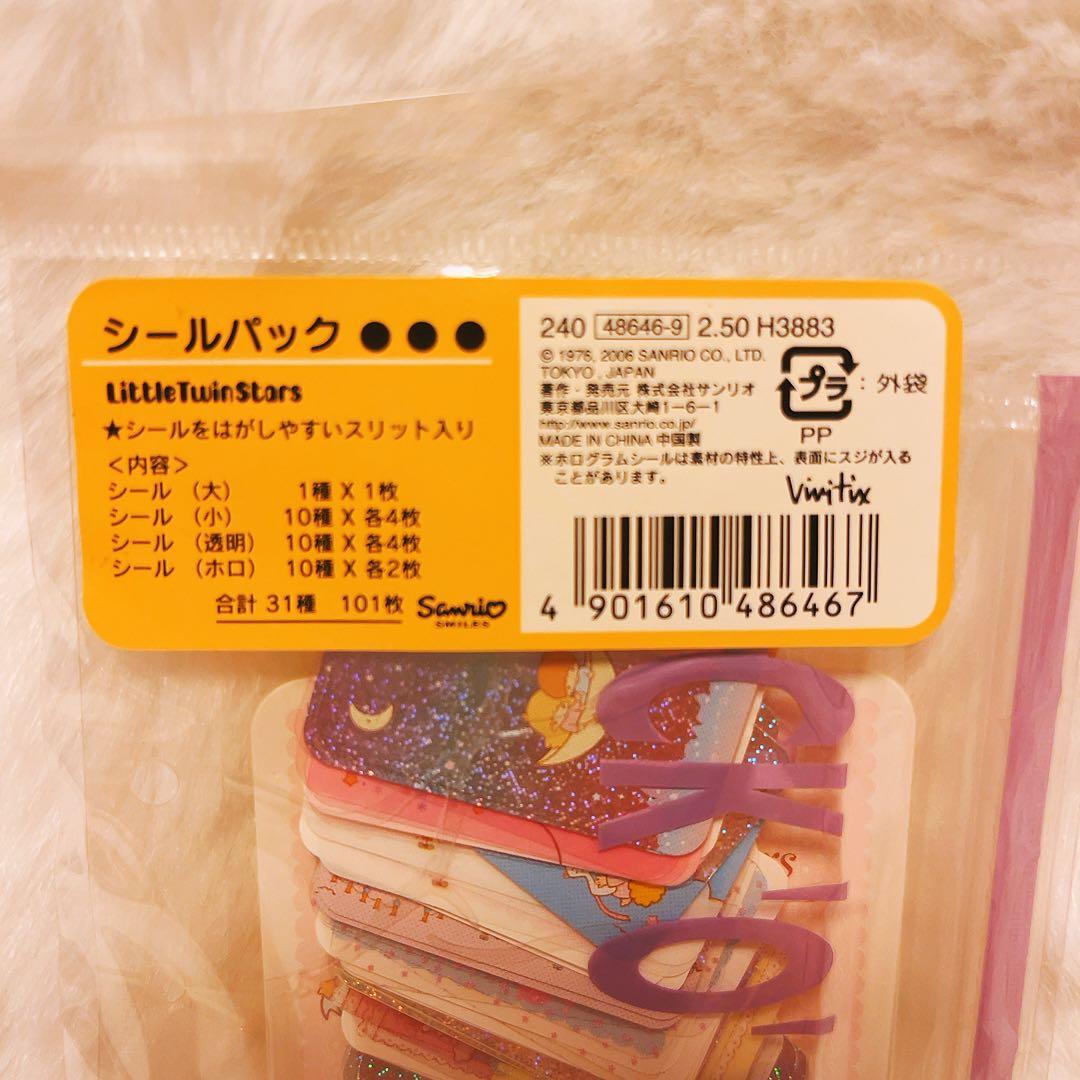 シールパック ●●●
LittleTwinStars
★シールをはがしやすいスリット入り
＜内容＞
シール （大） 1種 X 1枚
シール （小） 10種 X 各4枚
シール （透明） 10種 X 各4枚
シール （ホロ） 10種 X 各2枚
合計 31種 101枚
Sanrio
SMILES
240 48646-9 2.50 H3883
© 1976, 2006 SANRIO CO., LTD.
TOKYO, JAPAN
著作・発売元 株式会社サンリオ
東京都品川区大崎1-6-1
http://www.sanrio.co.jp/
MADE IN CHINA 中国製
プラ : 外袋
PP
※ホログラムシールは素材の特性上、表面にスジが入る
ことがあります。
4 901610 486467